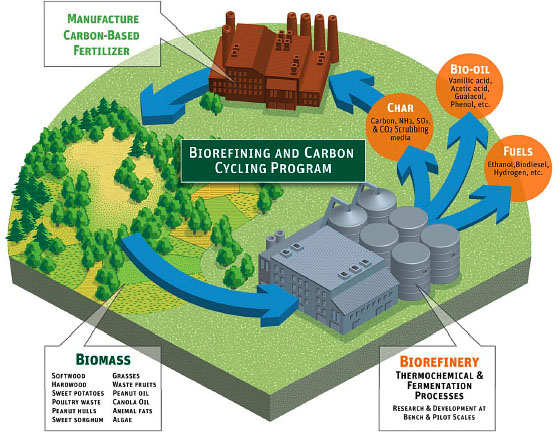 MANUFACTURE
CARBON-BASED
FERTILIZER
BIO-OIL
Vanillic acid,
Acetic acid,
Guaiacol,
Phenol, etc.
CHAR
Carbon, NH₃, SO₂,
& CO₂ Scrubbing
media
FUELS
Ethanol,Biodiesel,
Hydrogen, etc.
BIOREFINING AND CARBON
CYCLING PROGRAM
BIOMASS
SOFTWOOD
HARDWOOD
SWEET POTATOES
POULTRY WASTE
PEANUT HULLS
SWEET SORGHUM
GRASSES
WASTE FRUITS
PEANUT OIL
CANOLA OIL
ANIMAL FATS
ALGAE
BIOREFINERY
THERMOCHEMICAL &
FERMENTATION
PROCESSES
RESEARCH & DEVELOPMENT AT
BENCH & PILOT SCALES